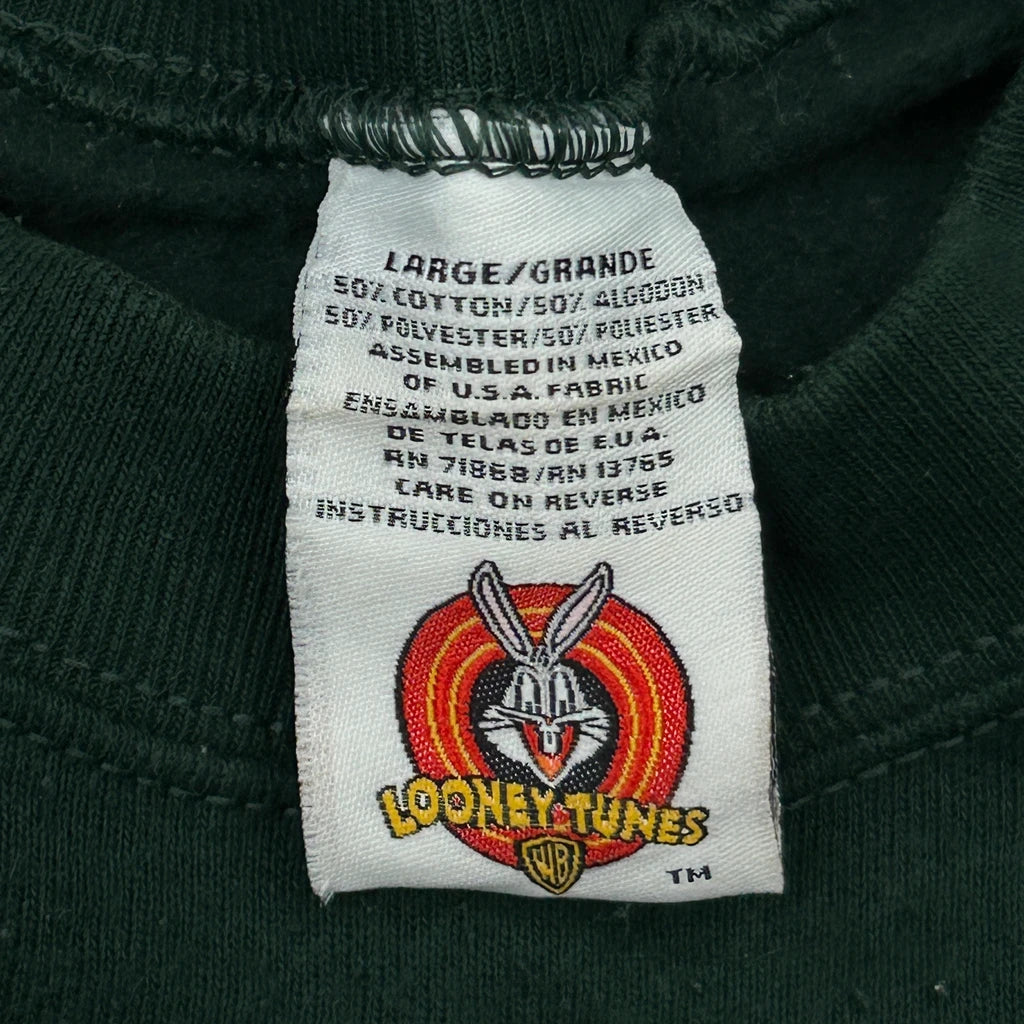 LARGE/GRANDE
50% COTTON/50% ALGODON
50% POLYESTER/50% POLIESTER
ASSEMBLED IN MEXICO
OF U.S.A. FABRIC
ENSAMBLADO EN MEXICO
DE TELAS DE E.U.A.
RN 71868/RN 13765
CARE ON REVERSE
INSTRUCCIONES AL REVERSO
LOONEY TUNES
WB
TM